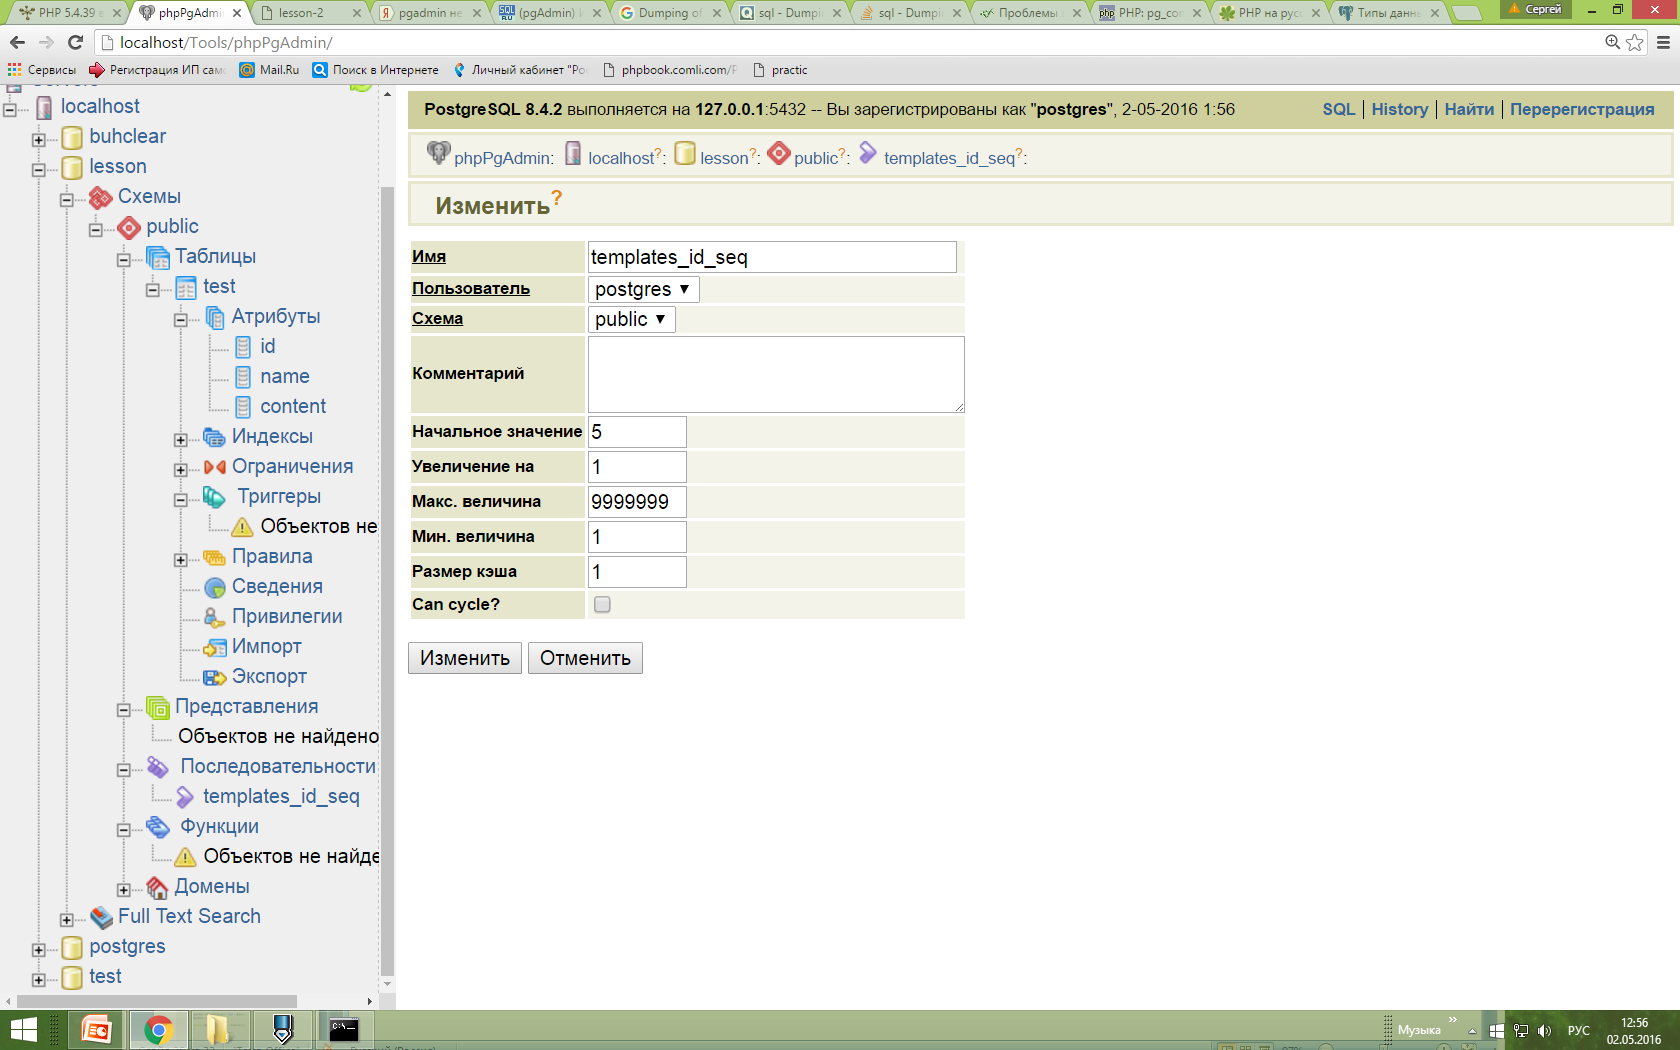 PHP 5.4.39 phpPgAdmi lesson-2 pgadmin не (pgAdmin) Dumping of sql - Dumpi sql - Dumpi Проблемы PHP: pg_cor PHP на русс Типы данн Сергей
localhost/Tools/phpPgAdmin/
Сервисы Регистрация ИП сам Mail.Ru Поиск в Интернете Личный кабинет "Ро phpbook.comli.com/P practic
localhost
buhclear
lesson
Схемы
public
Таблицы
test
Атрибуты
id
name
content
Индексы
Ограничения
Триггеры
Объектов не
Правила
Сведения
Привилегии
Импорт
Экспорт
Представления
Объектов не найдено
Последовательности
templates_id_seq
Функции
Объектов не найде
Домены
Full Text Search
postgres
test
PostgreSQL 8.4.2 выполняется на 127.0.0.1:5432 -- Вы зарегистрированы как "postgres", 2-05-2016 1:56 SQL | History | Найти | Перерегистрация
phpPgAdmin: localhost?: lesson?: public?: templates_id_seq?:
Изменить?
Имя templates_id_seq
Пользователь postgres
Схема public
Комментарий
Начальное значение 5
Увеличение на 1
Макс. величина 9999999
Мин. величина 1
Размер кэша 1
Can cycle?
Изменить Отменить
Музыка РУС 12:56
02.05.2016